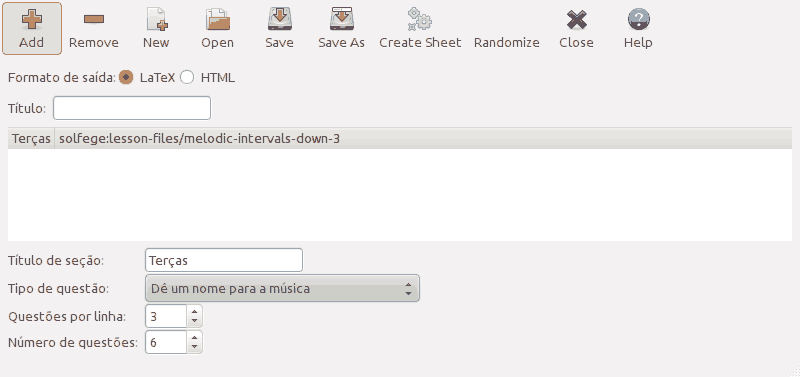 Add Remove New Open Save Save As Create Sheet Randomize Close Help
Formato de saída: LaTeX HTML
Título:
Terças solfege:lesson-files/melodic-intervals-down-3
Título de seção: Terças
Tipo de questão: Dê um nome para a música
Questões por linha: 3
Número de questões: 6